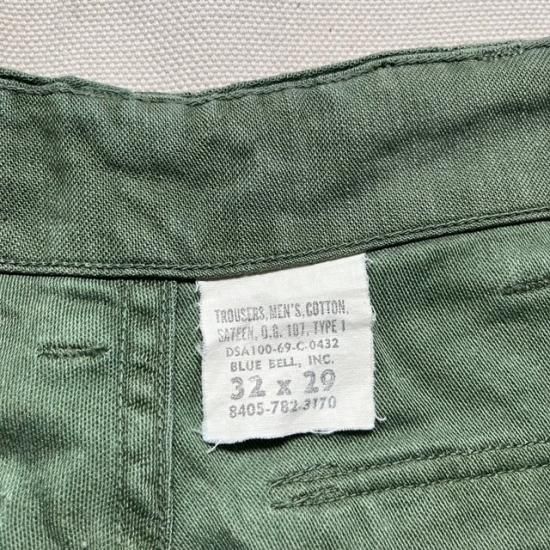 TROUSERS, MEN'S, COTTON,
SATEEN, O.G. 107, TYPE I
DSA100-69-C-0432
BLUE BELL, INC.
32 x 29
8405-782-3170